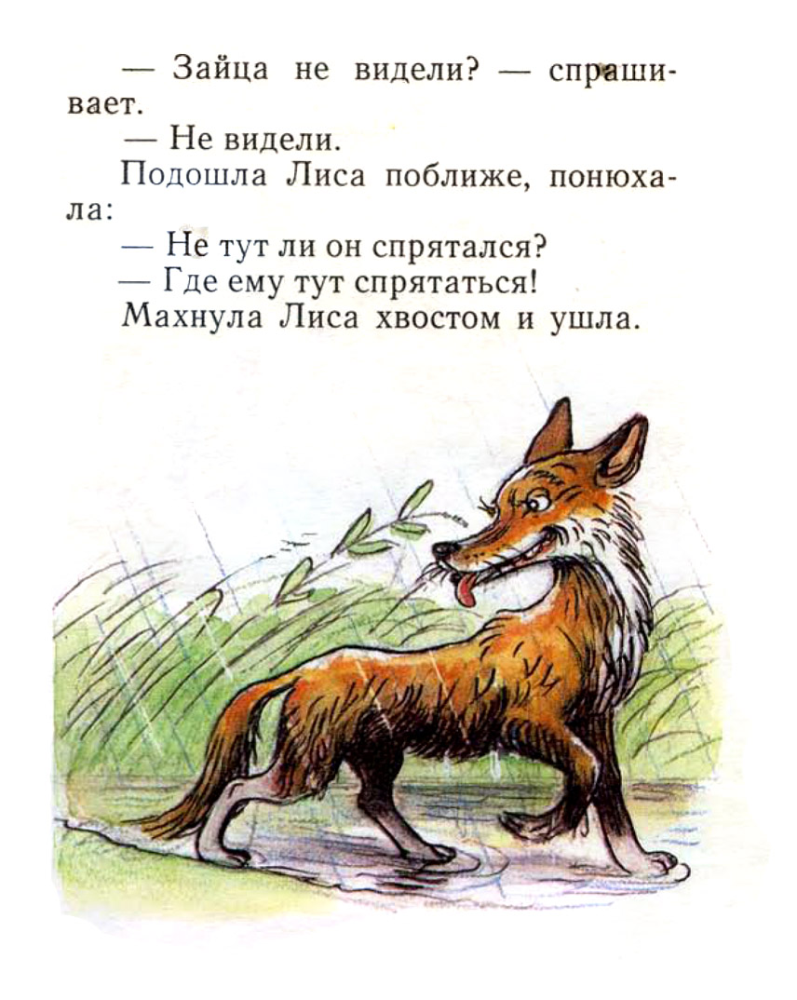 — Зайца не видели? — спраши-
вает.
— Не видели.
Подошла Лиса поближе, понюха-
ла:
— Не тут ли он спрятался?
— Где ему тут спрятаться!
Махнула Лиса хвостом и ушла.